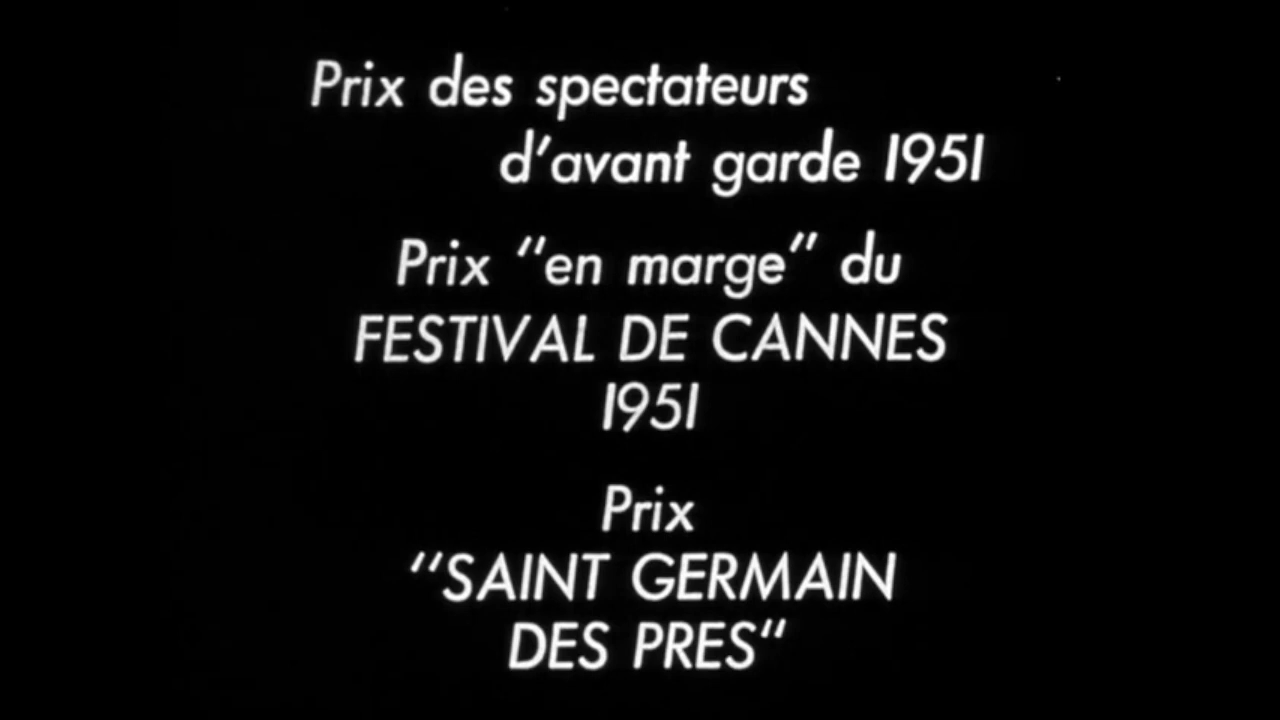 Prix des spectateurs
d'avant garde 1951
Prix "en marge" du
FESTIVAL DE CANNES
1951
Prix
"SAINT GERMAIN
DES PRES"